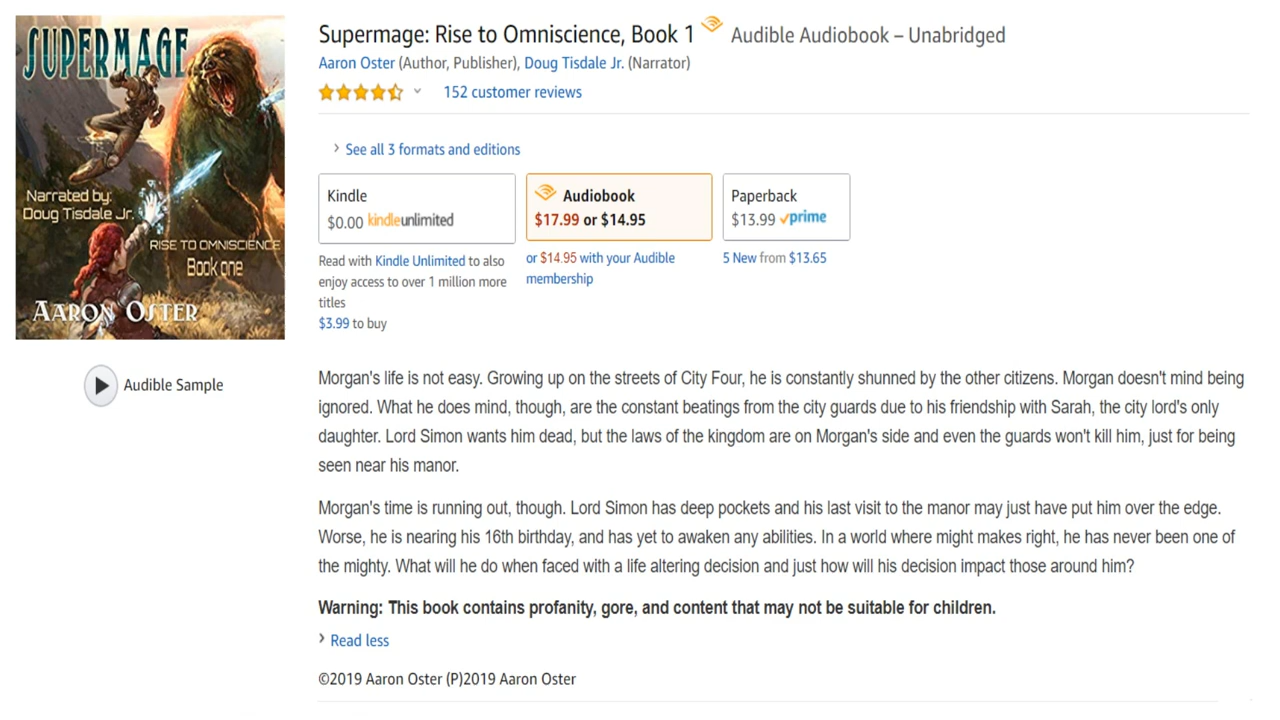 SUPERMAGE
Narrated by:
Doug Tisdale Jr.
RISE TO OMNISCIENCE
Book one
AARON OSTER
Audible Sample
Supermage: Rise to Omniscience, Book 1 Audible Audiobook – Unabridged
Aaron Oster (Author, Publisher), Doug Tisdale Jr. (Narrator)
152 customer reviews
See all 3 formats and editions
Kindle
$0.00 kindleunlimited
Read with Kindle Unlimited to also
enjoy access to over 1 million more
titles
$3.99 to buy
Audiobook
$17.99 or $14.95
or $14.95 with your Audible
membership
Paperback
$13.99 prime
5 New from $13.65
Morgan's life is not easy. Growing up on the streets of City Four, he is constantly shunned by the other citizens. Morgan doesn't mind being
ignored. What he does mind, though, are the constant beatings from the city guards due to his friendship with Sarah, the city lord's only
daughter. Lord Simon wants him dead, but the laws of the kingdom are on Morgan's side and even the guards won't kill him, just for being
seen near his manor.
Morgan's time is running out, though. Lord Simon has deep pockets and his last visit to the manor may just have put him over the edge.
Worse, he is nearing his 16th birthday, and has yet to awaken any abilities. In a world where might makes right, he has never been one of
the mighty. What will he do when faced with a life altering decision and just how will his decision impact those around him?
Warning: This book contains profanity, gore, and content that may not be suitable for children.
Read less
©2019 Aaron Oster (P)2019 Aaron Oster